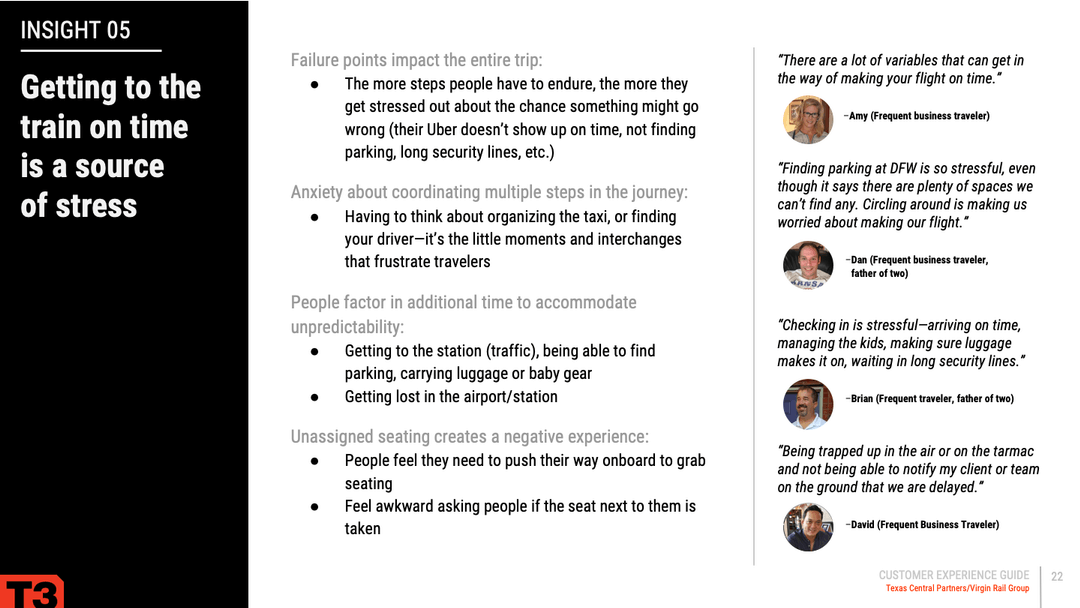 INSIGHT 05
Getting to the
train on time
is a source
of stress
T3
Failure points impact the entire trip:
● The more steps people have to endure, the more they
get stressed out about the chance something might go
wrong (their Uber doesn’t show up on time, not finding
parking, long security lines, etc.)
Anxiety about coordinating multiple steps in the journey:
● Having to think about organizing the taxi, or finding
your driver—it’s the little moments and interchanges
that frustrate travelers
People factor in additional time to accommodate
unpredictability:
● Getting to the station (traffic), being able to find
parking, carrying luggage or baby gear
● Getting lost in the airport/station
Unassigned seating creates a negative experience:
● People feel they need to push their way onboard to grab
seating
● Feel awkward asking people if the seat next to them is
taken
“There are a lot of variables that can get in
the way of making your flight on time.”
–Amy (Frequent business traveler)
“Finding parking at DFW is so stressful, even
though it says there are plenty of spaces we
can’t find any. Circling around is making us
worried about making our flight.”
–Dan (Frequent business traveler,
father of two)
“Checking in is stressful—arriving on time,
managing the kids, making sure luggage
makes it on, waiting in long security lines.”
–Brian (Frequent traveler, father of two)
“Being trapped up in the air or on the tarmac
and not being able to notify my client or team
on the ground that we are delayed.”
–David (Frequent Business Traveler)
CUSTOMER EXPERIENCE GUIDE
Texas Central Partners/Virgin Rail Group
22